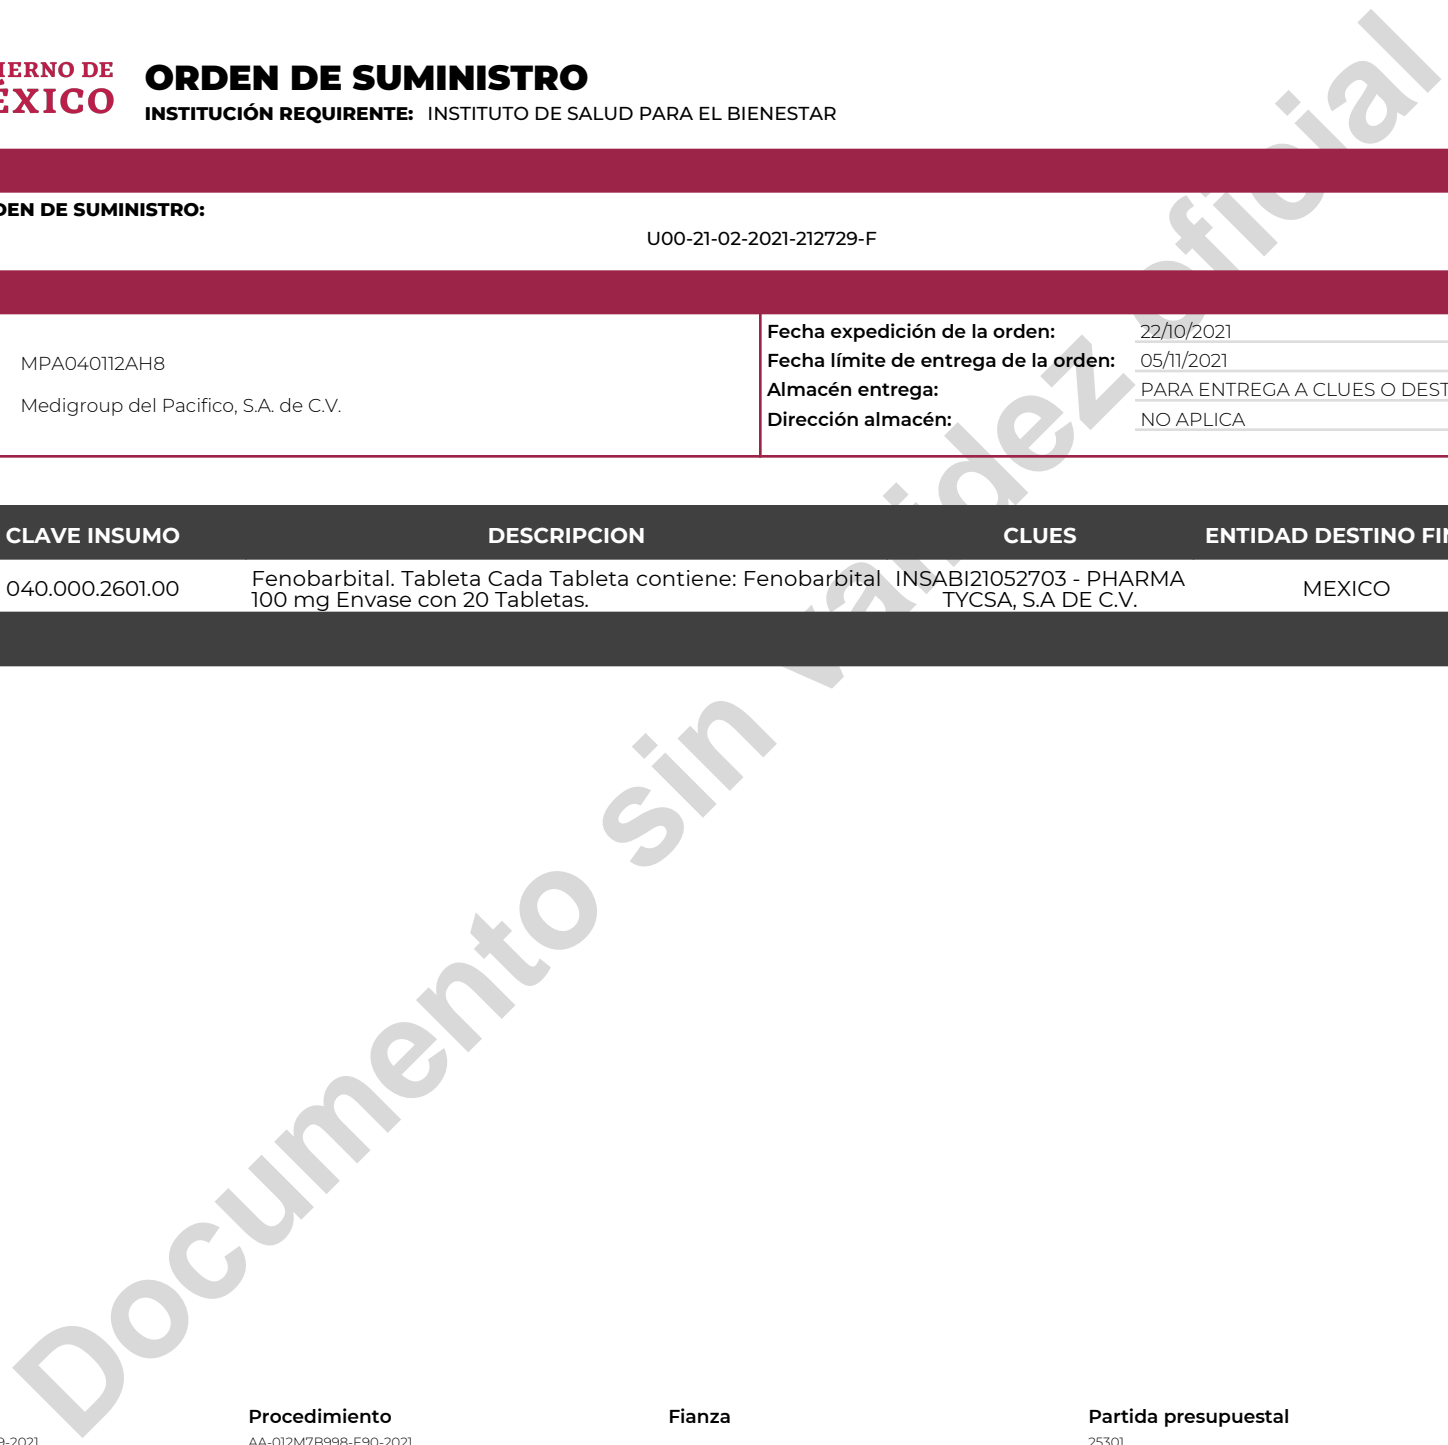 IERNO DE
ÉXICO
ORDEN DE SUMINISTRO
INSTITUCIÓN REQUIRENTE: INSTITUTO DE SALUD PARA EL BIENESTAR
DEN DE SUMINISTRO:
U00-21-02-2021-212729-F
MPA040112AH8
Medigroup del Pacifico, S.A. de C.V.
Fecha expedición de la orden: 22/10/2021
Fecha límite de entrega de la orden: 05/11/2021
Almacén entrega: PARA ENTREGA A CLUES O DEST
Dirección almacén: NO APLICA
CLAVE INSUMO DESCRIPCION CLUES ENTIDAD DESTINO FIN
040.000.2601.00 Fenobarbital. Tableta Cada Tableta contiene: Fenobarbital 100 mg Envase con 20 Tabletas. INSABI21052703 - PHARMA TYCSA, S.A DE C.V. MEXICO
Documento sin validez oficial
Procedimiento Fianza Partida presupuestal
9-2021 AA-012M7B998-E90-2021 25301